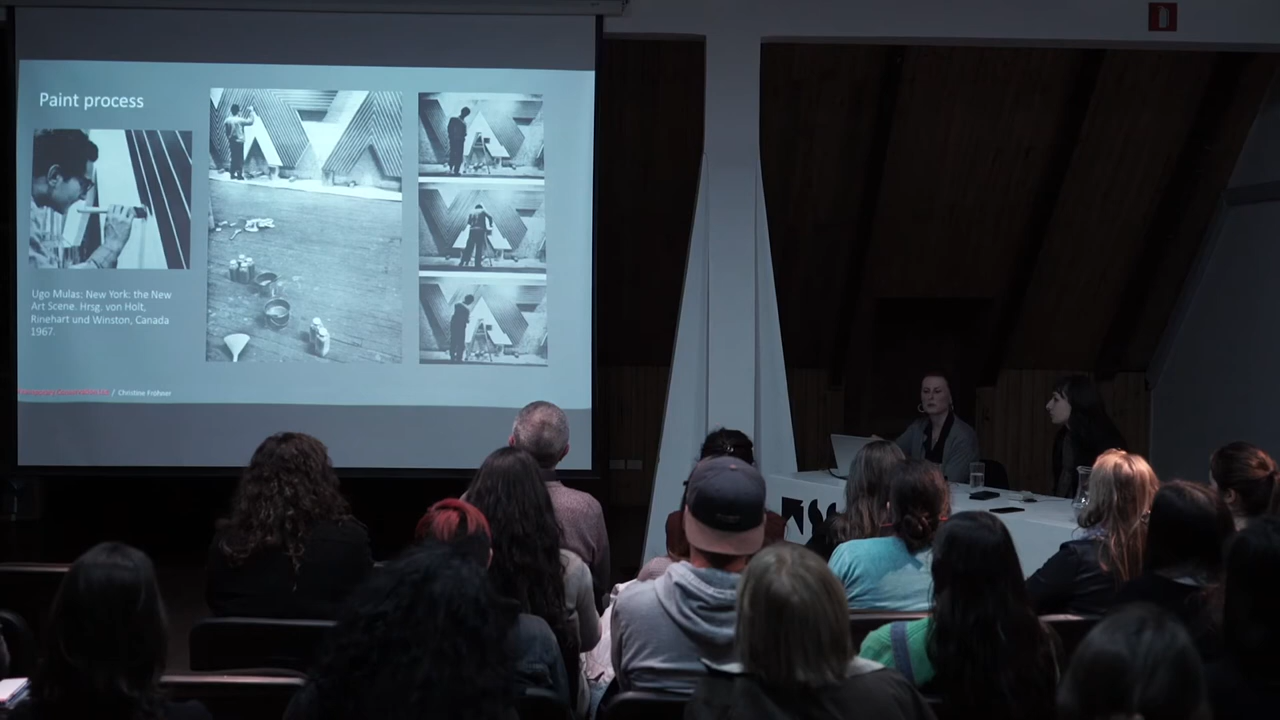 Paint process
Ugo Mulas: New York: the New
Art Scene. Hrsg. von Holt,
Rinehart und Winston, Canada
1967.
/ Christine Frohnert